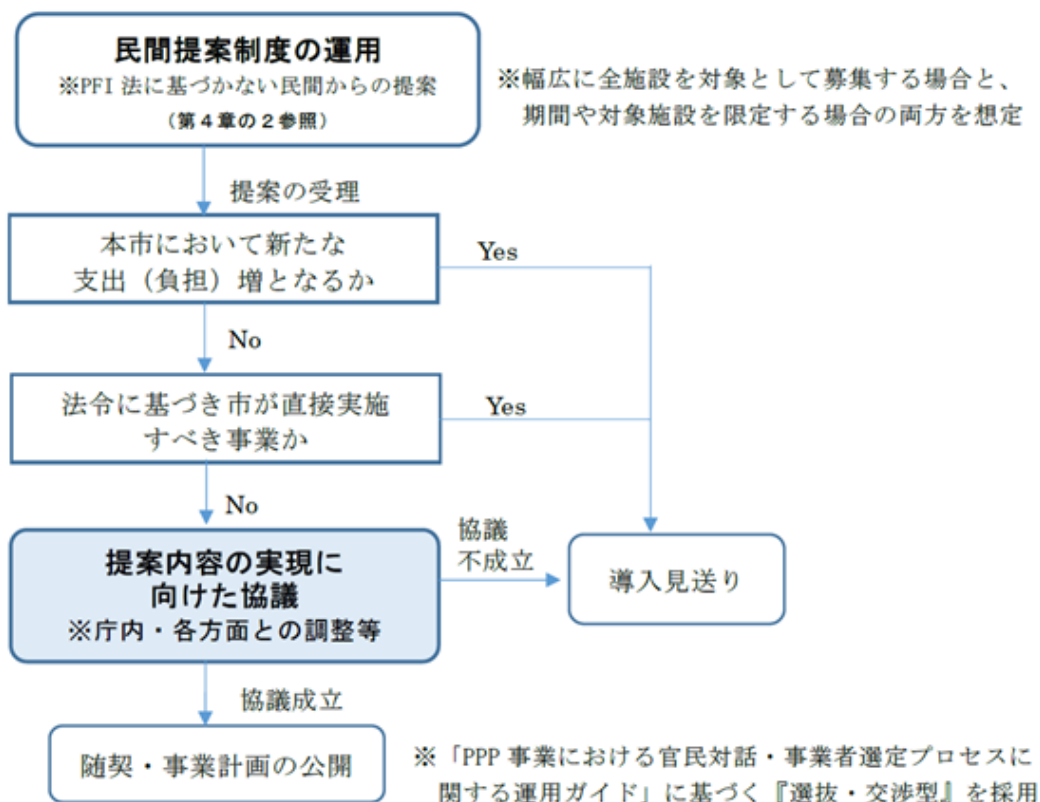 民間提案制度の運用
※PFI 法に基づかない民間からの提案
（第４章の２参照）
※幅広に全施設を対象として募集する場合と、
期間や対象施設を限定する場合の両方を想定
提案の受理
本市において新たな
支出（負担）増となるか
Yes
No
法令に基づき市が直接実施
すべき事業か
Yes
No
提案内容の実現に
向けた協議
※庁内・各方面との調整等
協議
不成立
導入見送り
協議成立
随契・事業計画の公開
※「PPP 事業における官民対話・事業者選定プロセスに
関する運用ガイド」に基づく『選抜・交渉型』を採用